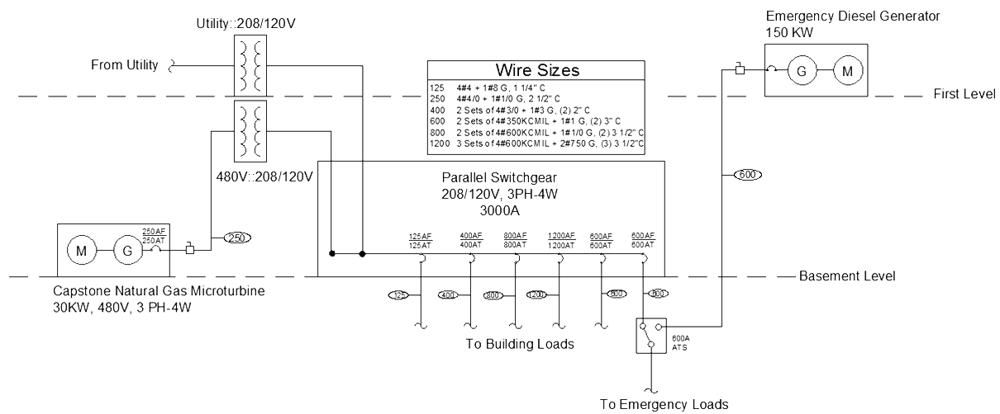 Emergency Diesel Generator
150 KW
Utility::208/120V
From Utility
G
M
Wire Sizes
125 4#4 + 1#8 G, 1 1/4" C
250 4#4/0 + 1#1/0 G, 2 1/2" C
400 2 Sets of 4#3/0 + 1#3 G, (2) 2" C
600 2 Sets of 4#350KCMIL + 1#1 G, (2) 3" C
800 2 Sets of 4#600KCMIL + 1#1/0 G, (2) 3 1/2" C
1200 3 Sets of 4#600KCMIL + 2#750 G, (3) 3 1/2"C
First Level
480V::208/120V
600
Parallel Switchgear
208/120V, 3PH-4W
3000A
M
G
250AF
250AT
250
125AF
125AT
400AF
400AT
800AF
800AT
1200AF
1200AT
600AF
600AT
600AF
600AT
Basement Level
Capstone Natural Gas Microturbine
30KW, 480V, 3 PH-4W
125
400
800
1200
600
600
To Building Loads
600A
ATS
To Emergency Loads